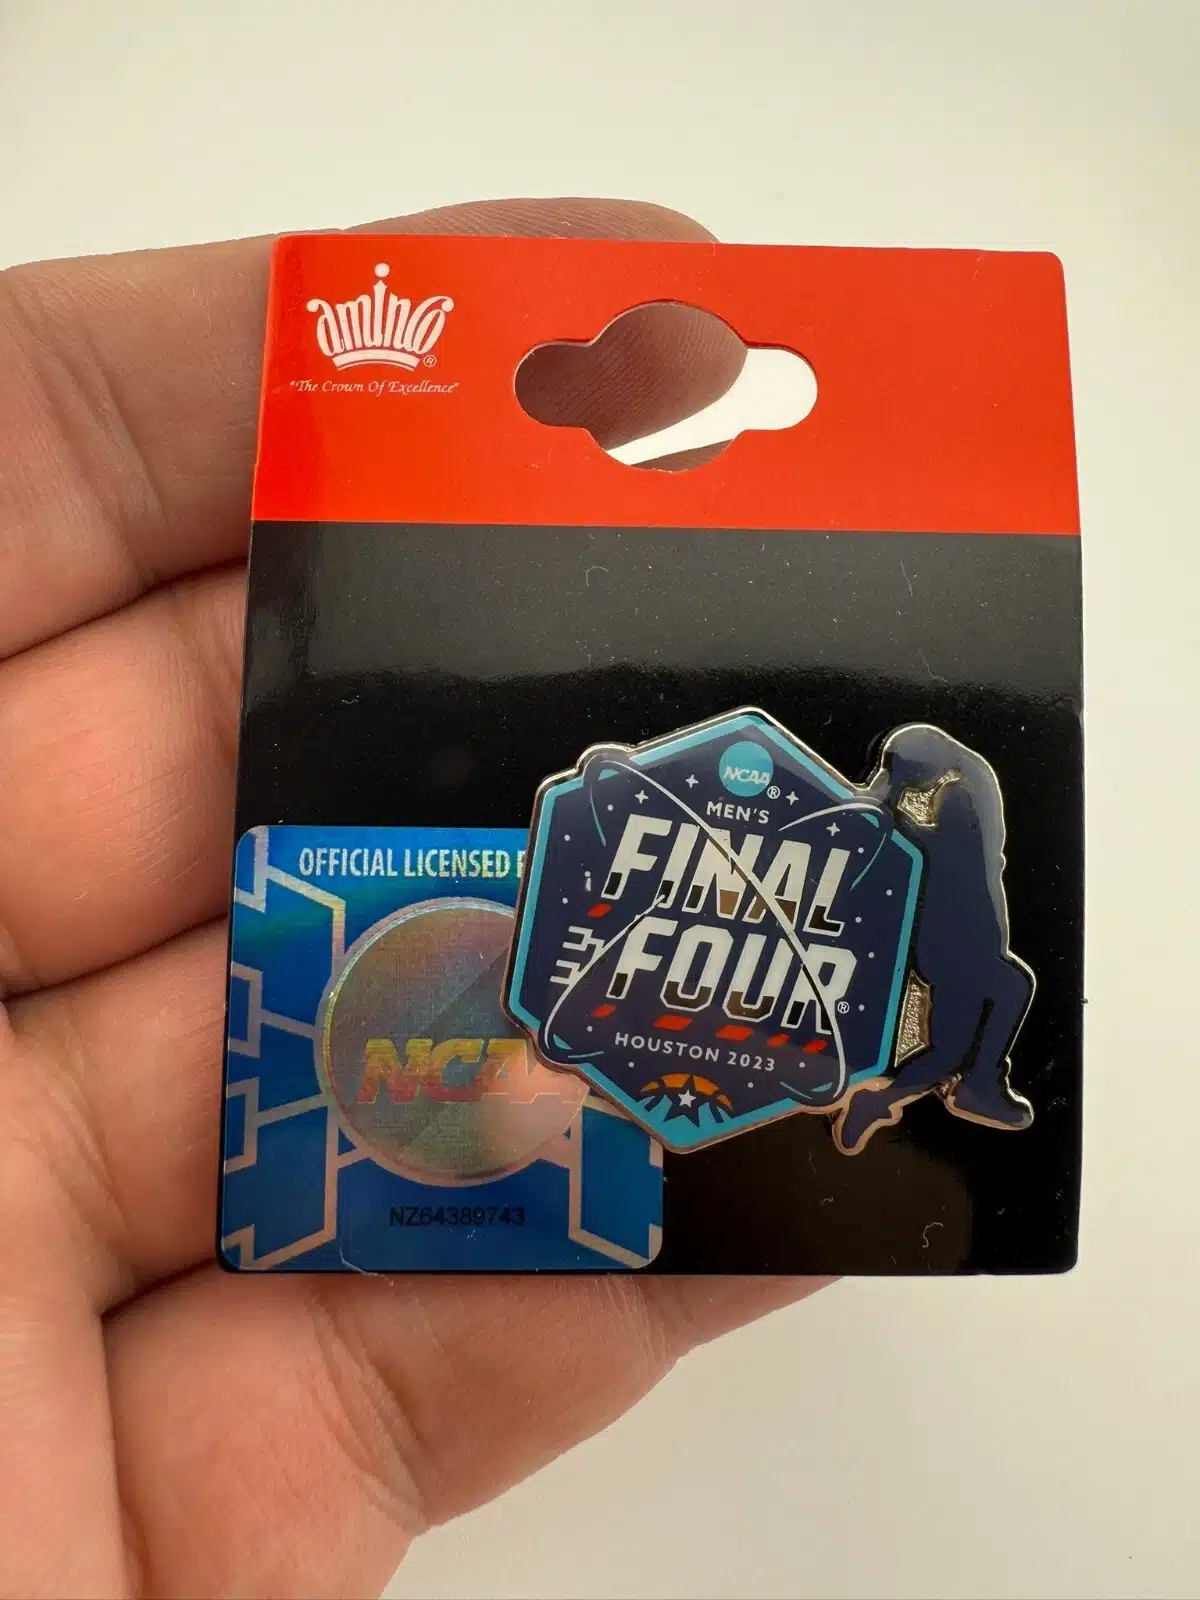 aminco®
"The Crown Of Excellence"
OFFICIAL LICENSED
NCAA
NZ64389743
NCAA®
MEN'S
FINAL
FOUR®
HOUSTON 2023